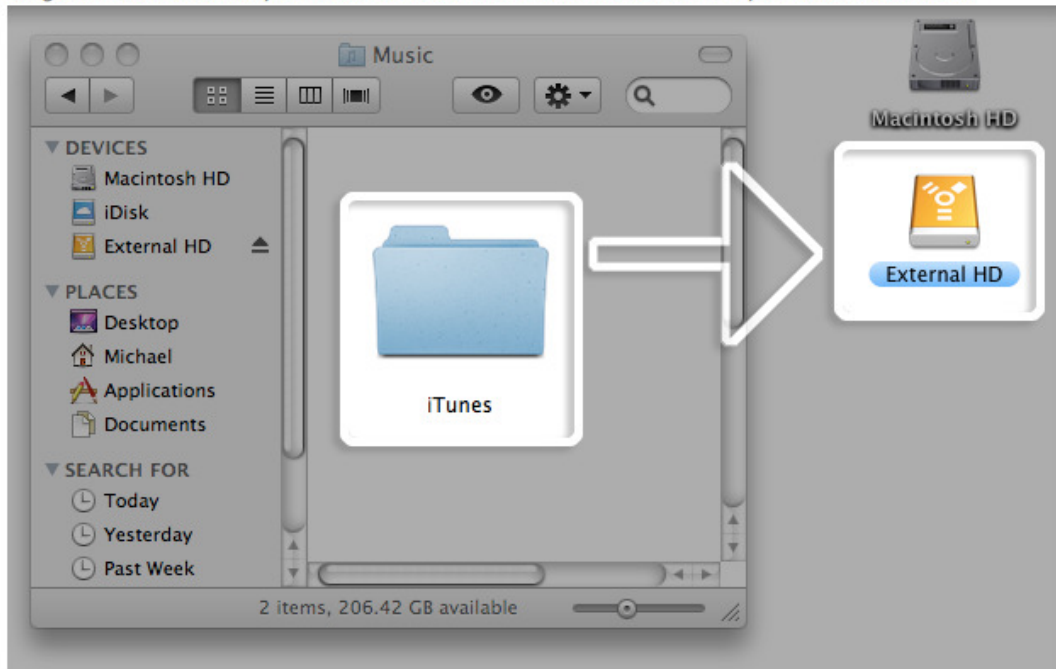 Music
Macintosh HD
DEVICES
Macintosh HD
iDisk
External HD
External HD
PLACES
Desktop
Michael
Applications
Documents
iTunes
SEARCH FOR
Today
Yesterday
Past Week
2 items, 206.42 GB available